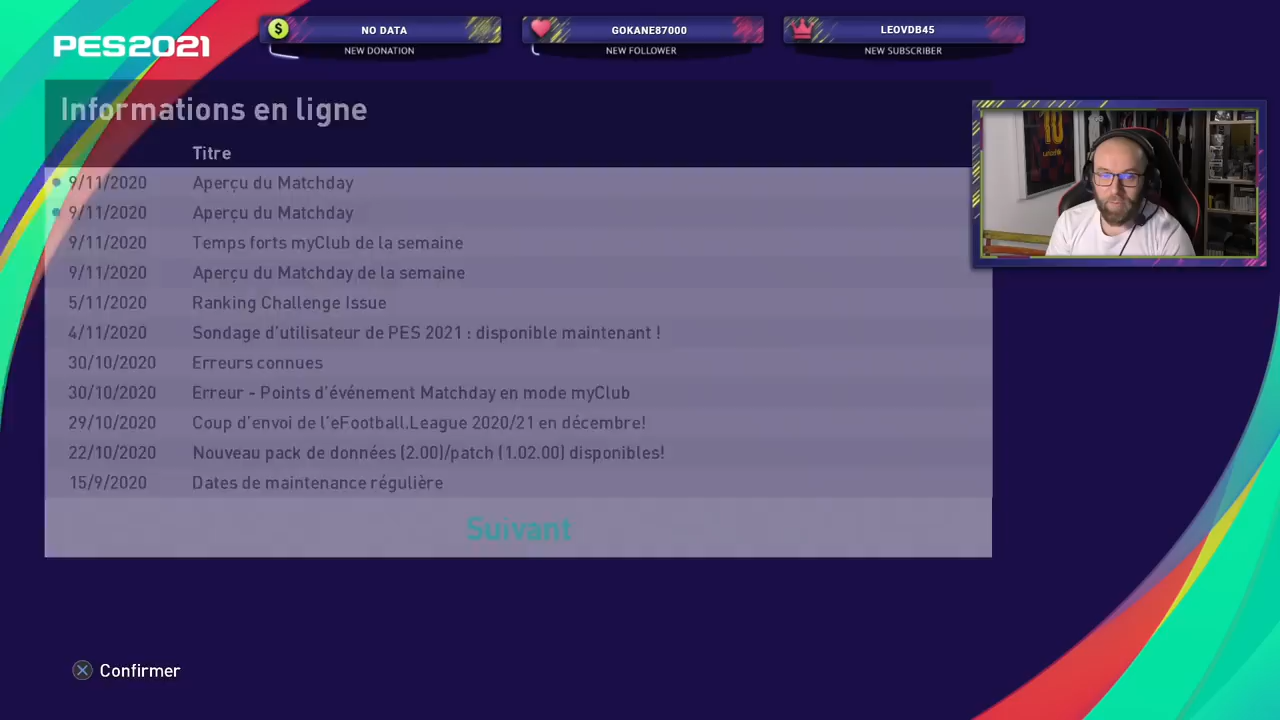 PES2021
NO DATA
NEW DONATION
GOKANE87000
NEW FOLLOWER
LEOVDB45
NEW SUBSCRIBER
Informations en ligne
Titre
9/11/2020 Aperçu du Matchday
9/11/2020 Aperçu du Matchday
9/11/2020 Temps forts myClub de la semaine
9/11/2020 Aperçu du Matchday de la semaine
5/11/2020 Ranking Challenge Issue
4/11/2020 Sondage d'utilisateur de PES 2021 : disponible maintenant !
30/10/2020 Erreurs connues
30/10/2020 Erreur - Points d'événement Matchday en mode myClub
29/10/2020 Coup d'envoi de l'eFootball.League 2020/21 en décembre!
22/10/2020 Nouveau pack de données (2.00)/patch (1.02.00) disponibles!
15/9/2020 Dates de maintenance régulière
Suivant
Confirmer
10
unicef